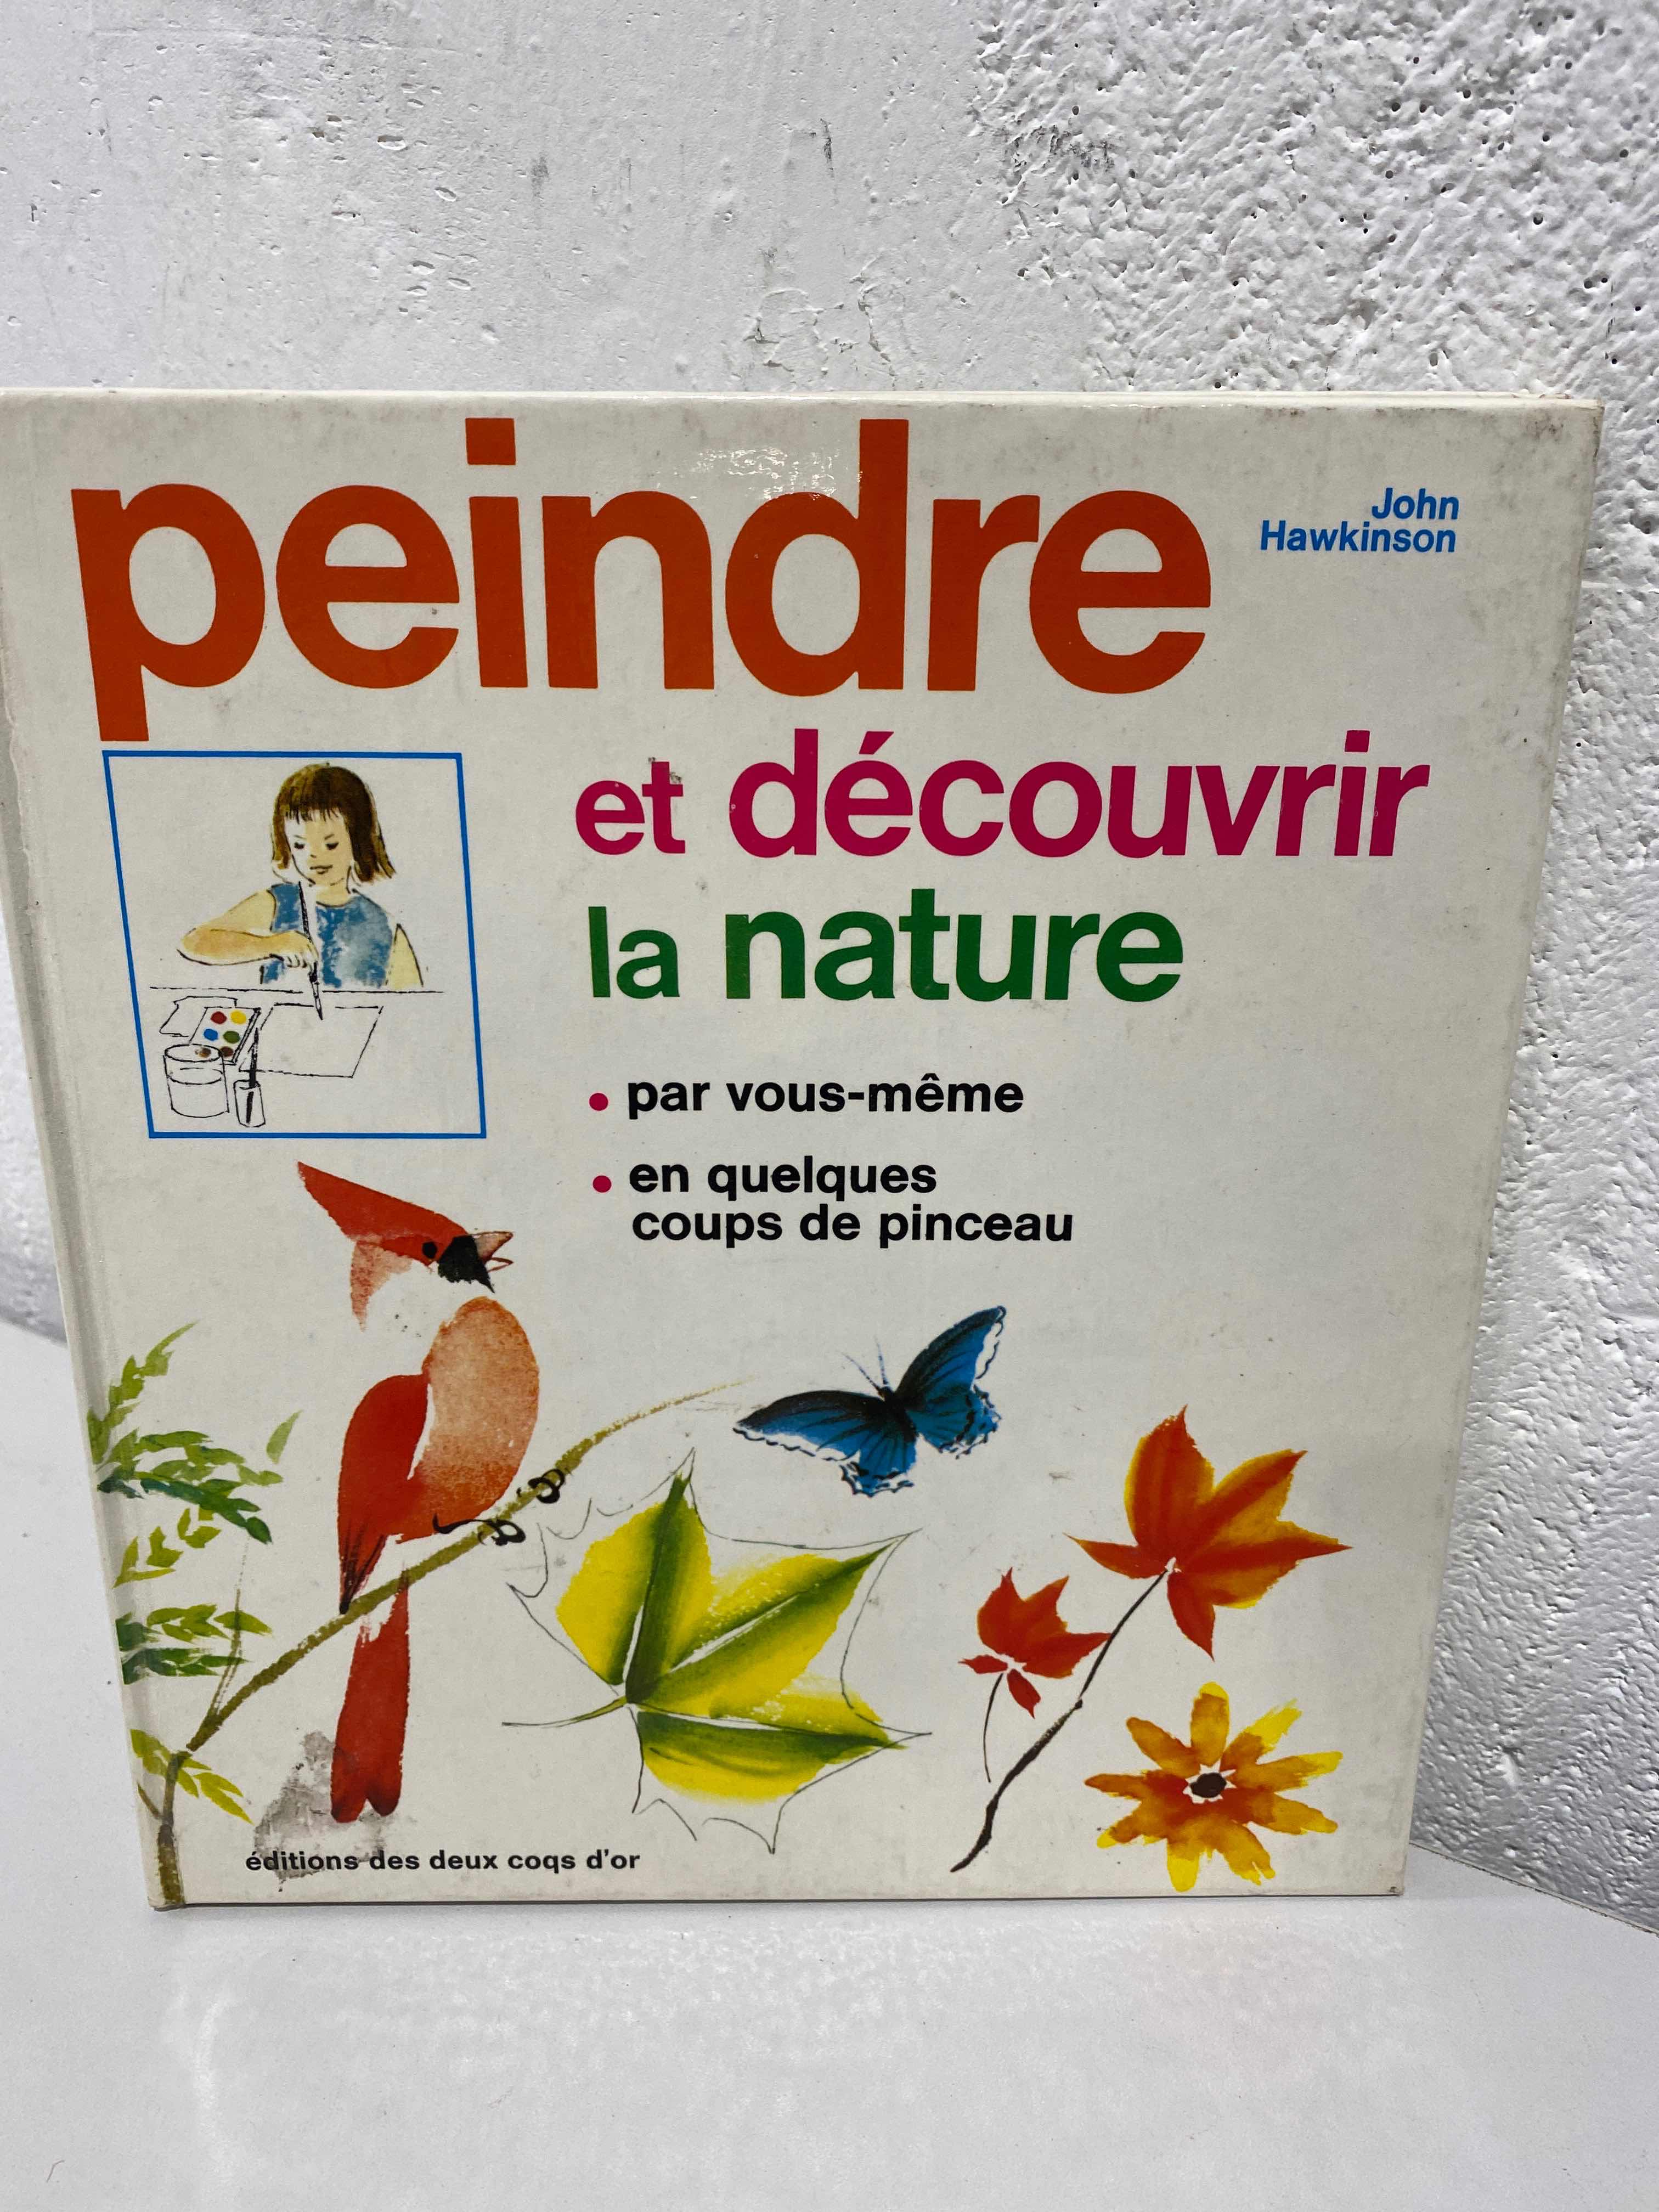 peindre
John
Hawkinson
et découvrir
la nature
• par vous-même
• en quelques
coups de pinceau
éditions des deux coqs d'or